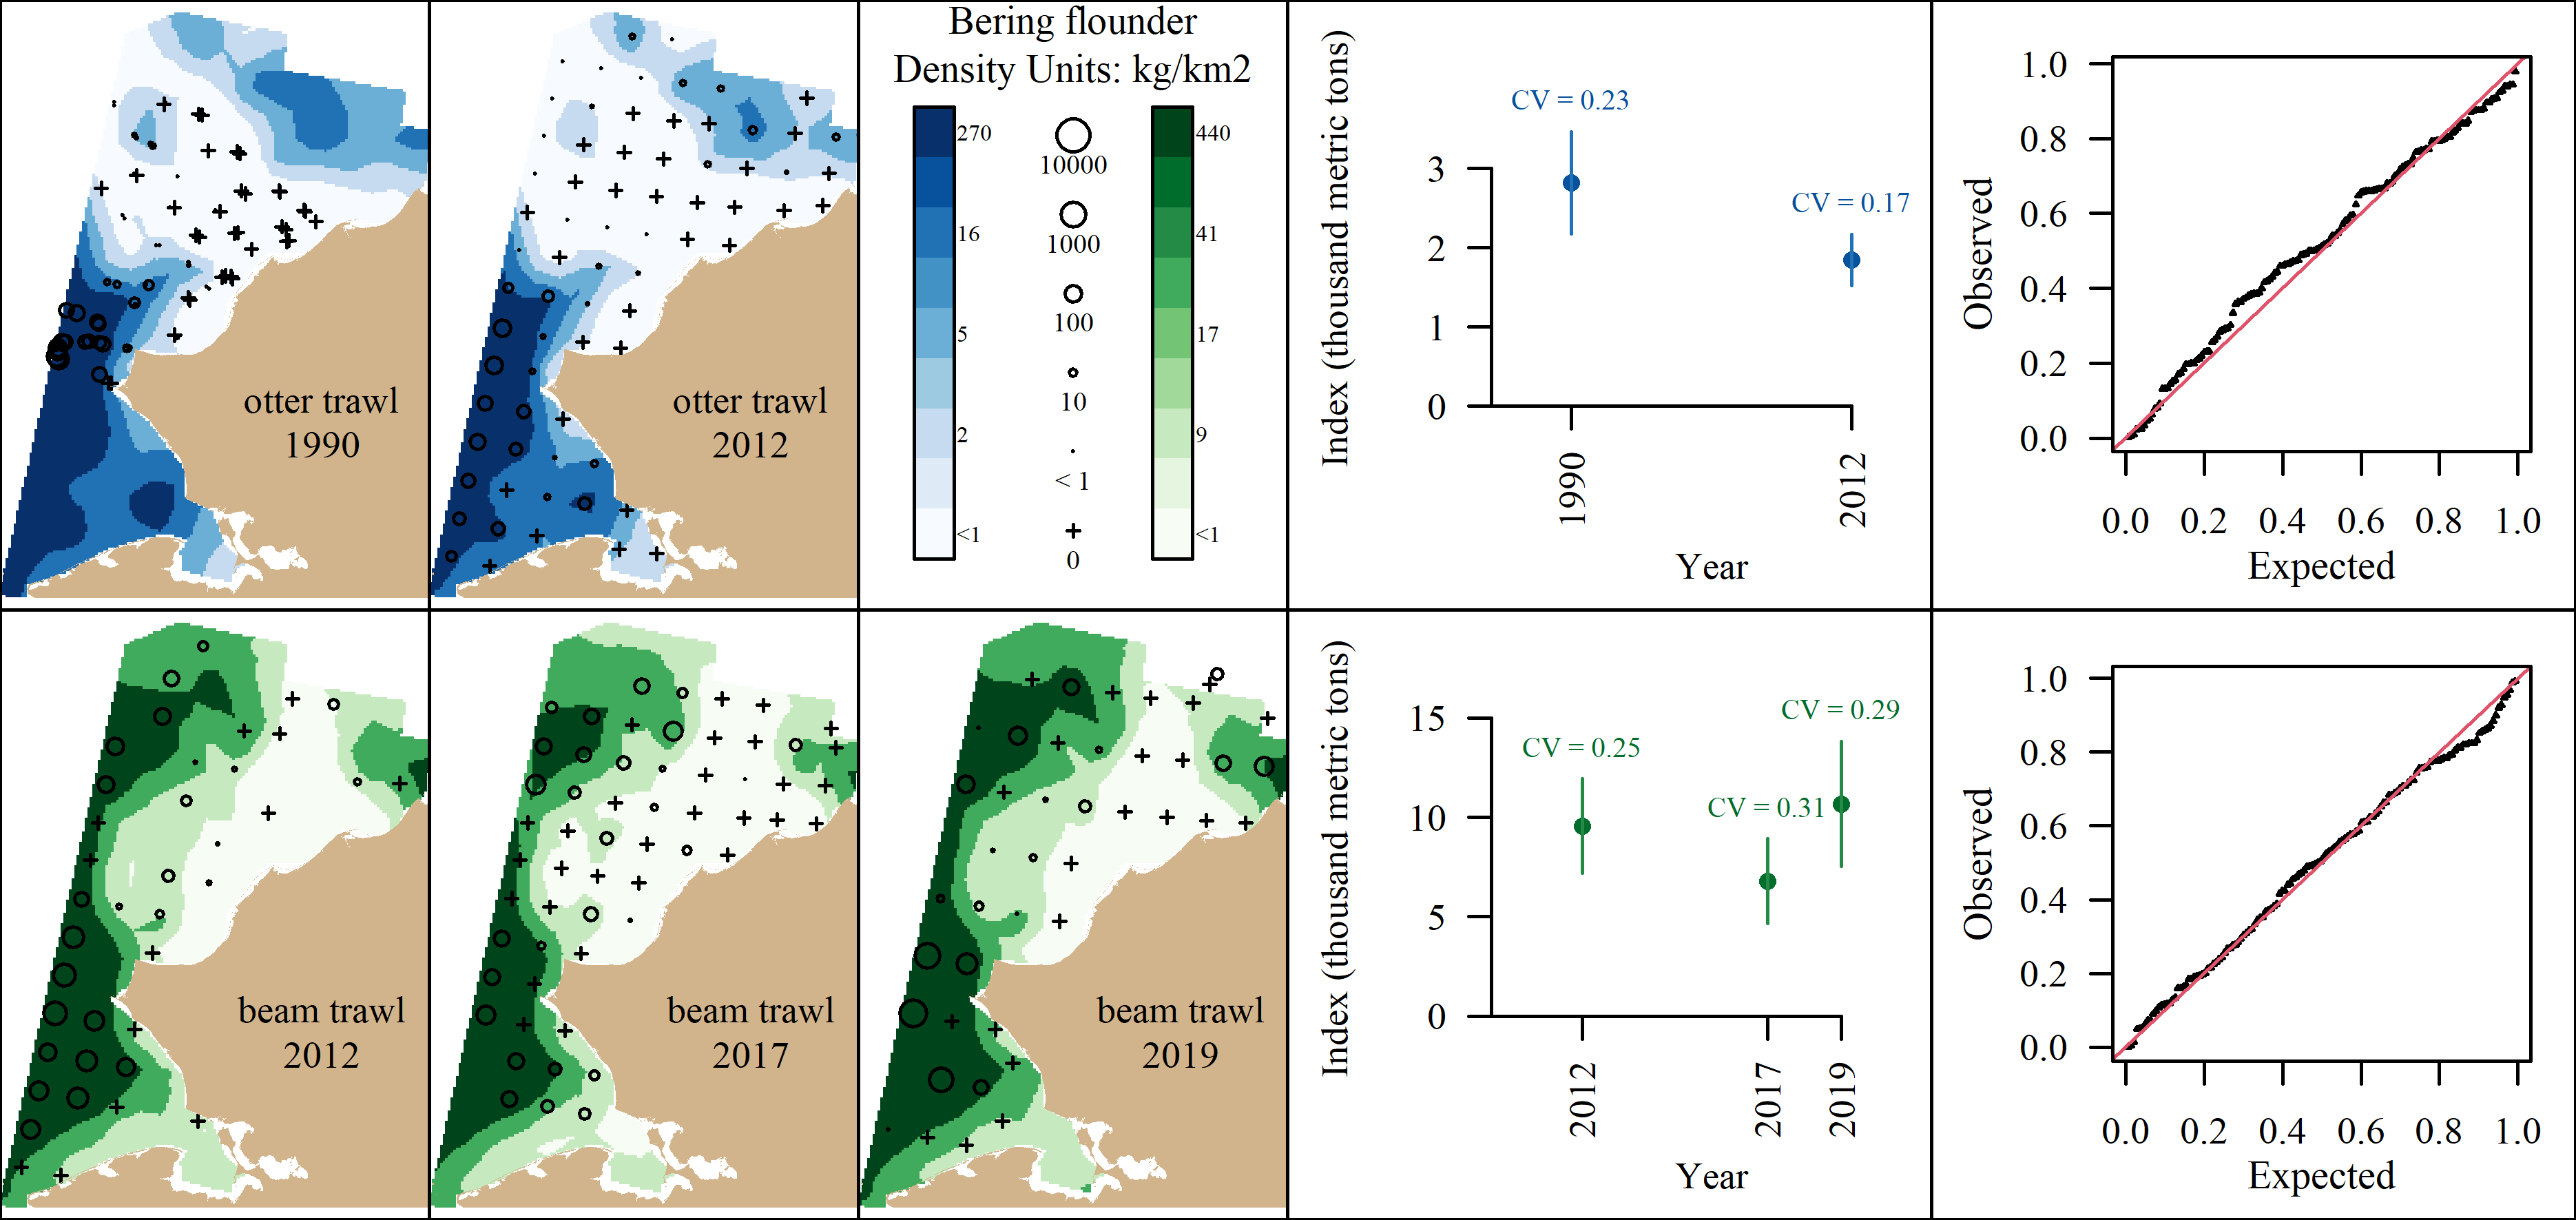 otter trawl
1990
otter trawl
2012
Bering flounder
Density Units: kg/km2
270
16
5
2
<1
10000
1000
100
10
< 1
0
440
41
17
9
<1
Index (thousand metric tons)
3
2
1
0
CV = 0.23
CV = 0.17
1990
2012
Year
Observed
1.0
0.8
0.6
0.4
0.2
0.0
0.0 0.2 0.4 0.6 0.8 1.0
Expected
beam trawl
2012
beam trawl
2017
beam trawl
2019
Index (thousand metric tons)
15
10
5
0
CV = 0.25
CV = 0.31
CV = 0.29
2012
2017
2019
Year
Observed
1.0
0.8
0.6
0.4
0.2
0.0
0.0 0.2 0.4 0.6 0.8 1.0
Expected